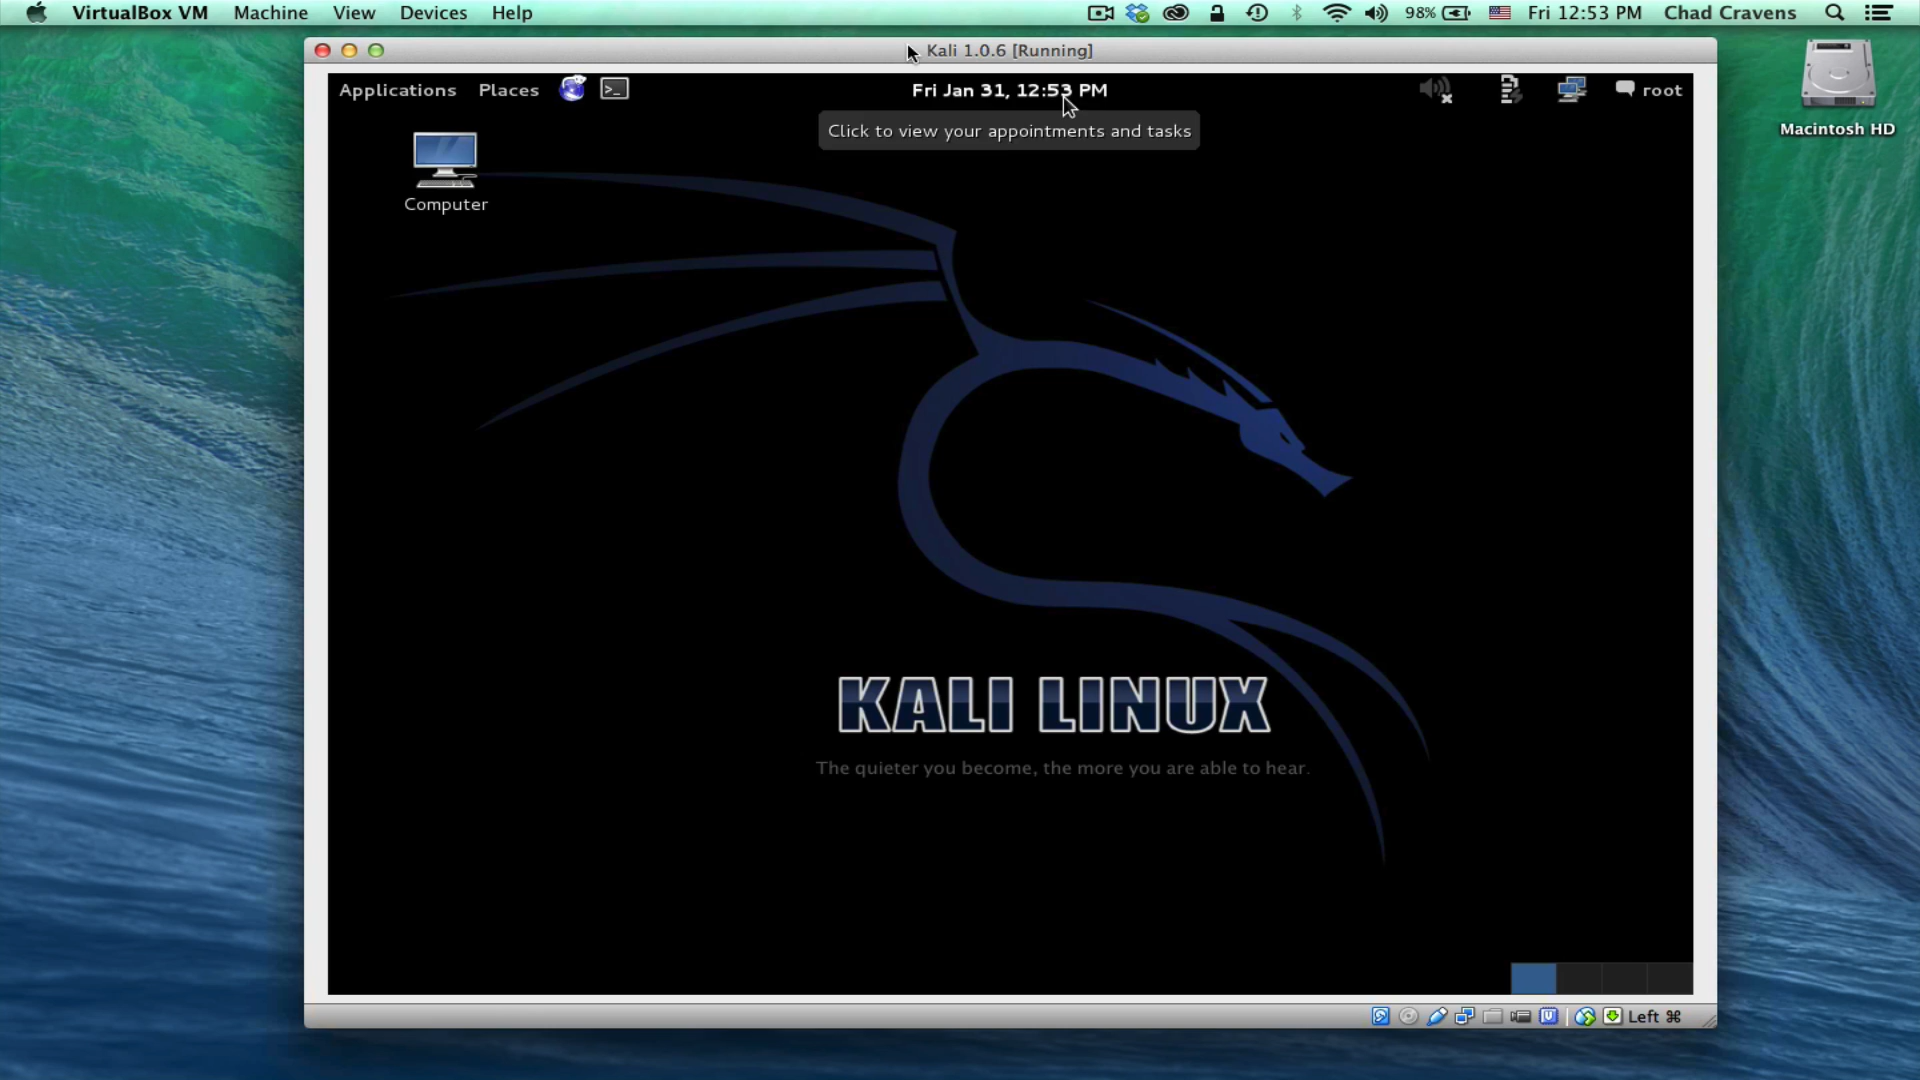 VirtualBox VM Machine View Devices Help 98% Fri 12:53 PM Chad Cravens
Kali 1.0.6 [Running]
Applications Places >_ Fri Jan 31, 12:53 PM root
Click to view your appointments and tasks
Macintosh HD
Computer
KALI LINUX
The quieter you become, the more you are able to hear.
Left ⌘